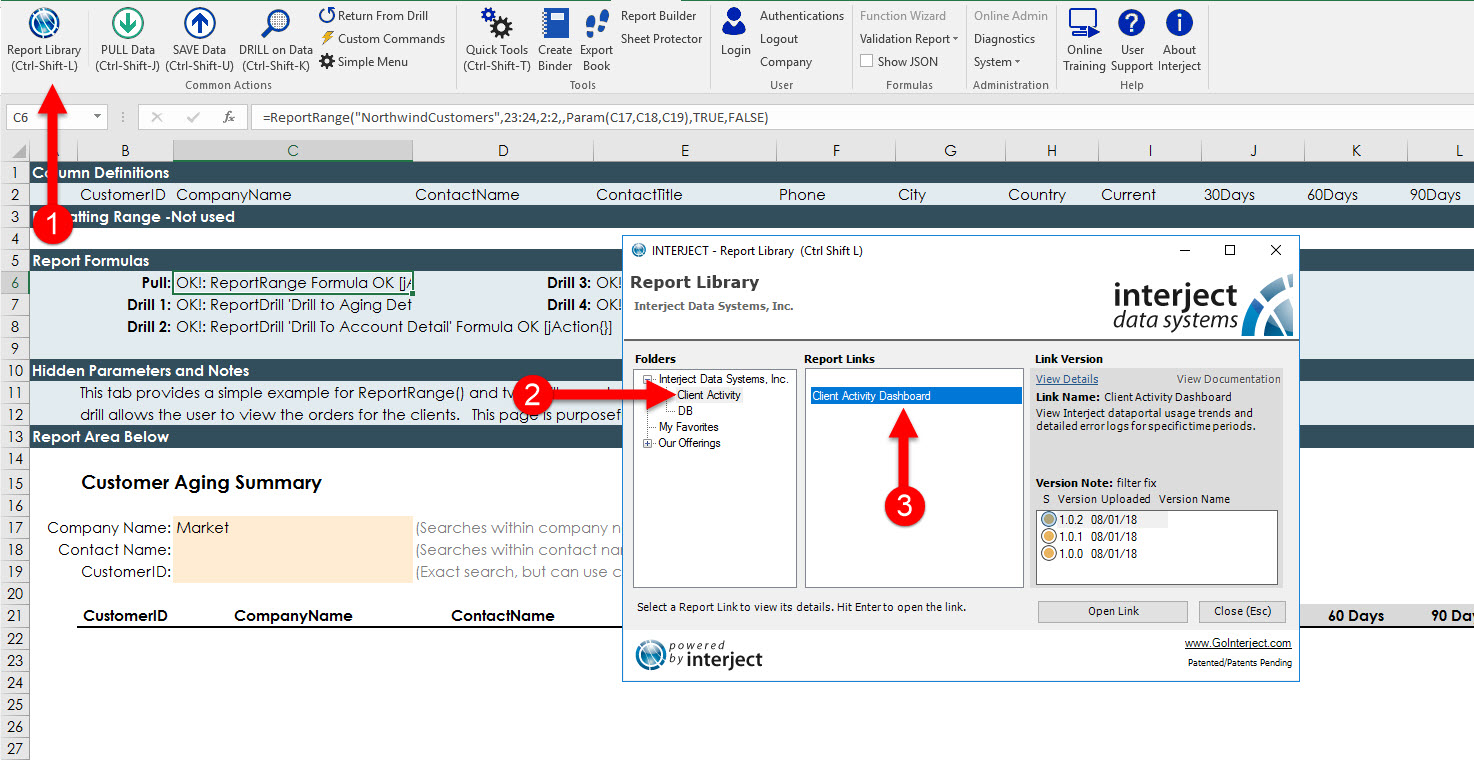 Report Library
(Ctrl-Shift-L)
PULL Data
(Ctrl-Shift-J)
SAVE Data
(Ctrl-Shift-U)
DRILL on Data
(Ctrl-Shift-K)
Return From Drill
Custom Commands
Simple Menu
Common Actions
Quick Tools
(Ctrl-Shift-T)
Create
Binder
Export
Book
Report Builder
Sheet Protector
Tools
Login
Authentications
Logout
Company
User
Function Wizard
Validation Report
Show JSON
Formulas
Online Admin
Diagnostics
System
Administration
Online
Training
User
Support
About
Interject
Help
C6
fx
=ReportRange("NorthwindCustomers",23:24,2:2,,Param(C17,C18,C19),TRUE,FALSE)
B C D E F G H I J K L
1 Column Definitions
2 CustomerID CompanyName ContactName ContactTitle Phone City Country Current 30Days 60Days 90Days
3 atting Range -Not used
1
4
5 Report Formulas
6 Pull: OK!: ReportRange Formula OK [jA Drill 3: OK!
7 Drill 1: OK!: ReportDrill 'Drill to Aging Det Drill 4: OK!
8 Drill 2: OK!: ReportDrill 'Drill To Account Detail' Formula OK [jAction{}]
9
10 Hidden Parameters and Notes
11 This tab provides a simple example for ReportRange() and tw
12 drill allows the user to view the orders for the clients. This page is purposef
13 Report Area Below
14
15 Customer Aging Summary
16
17 Company Name: Market (Searches within company n
18 Contact Name: (Searches within contact nar
19 CustomerID: (Exact search, but can use c
20
21 CustomerID CompanyName ContactName 60 Days 90 Day
22
23
24
25
26
27
INTERJECT - Report Library (Ctrl Shift L)
Report Library
Interject Data Systems, Inc.
interject
data systems
Folders
Interject Data Systems, Inc.
Client Activity
DB
My Favorites
Our Offerings
2
Report Links
Client Activity Dashboard
3
Link Version
View Details View Documentation
Link Name: Client Activity Dashboard
View Interject dataportal usage trends and
detailed error logs for specific time periods.
Version Note: filter fix
S Version Uploaded Version Name
1.0.2 08/01/18
1.0.1 08/01/18
1.0.0 08/01/18
Select a Report Link to view its details. Hit Enter to open the link.
Open Link
Close (Esc)
powered
by interject
www.GoInterject.com
Patented/Patents Pending